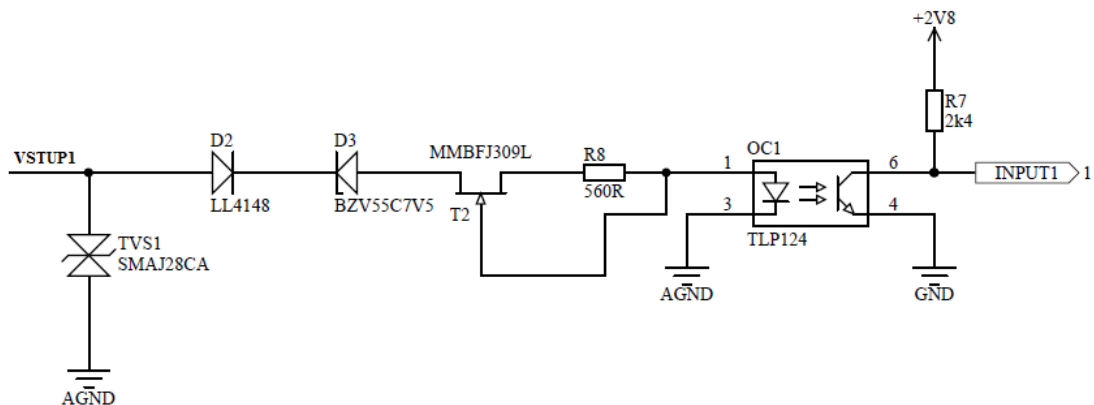 +2V8
R7
2k4
VSTUP1
D2
LL4148
D3
BZV55C7V5
MMBFJ309L
T2
R8
560R
OC1
1
3
6
4
TLP124
INPUT1
1
TVS1
SMAJ28CA
AGND
AGND
GND